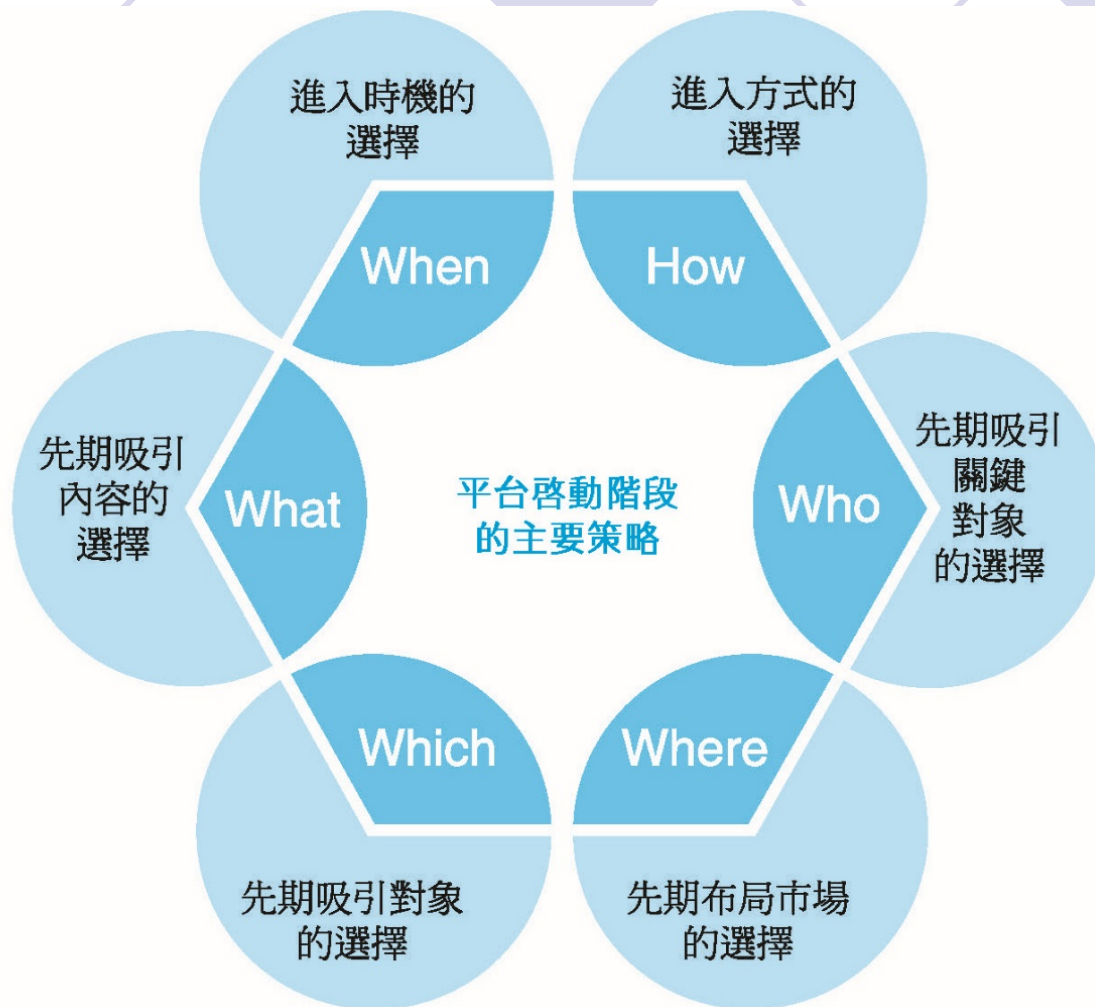 進入時機的
選擇
When
進入方式的
選擇
How
先期吸引
內容的
選擇
What
平台啓動階段
的主要策略
Who
先期吸引
關鍵
對象
的選擇
Which
先期吸引對象
的選擇
Where
先期布局市場
的選擇